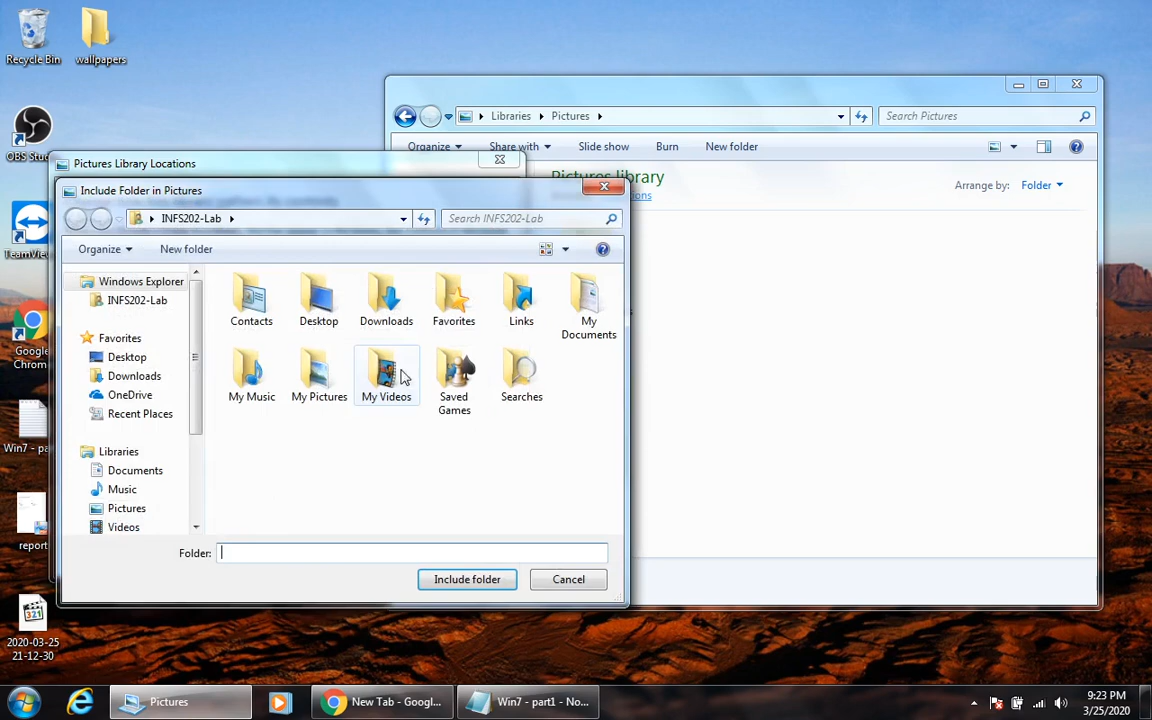 Recycle Bin
wallpapers
OBS Stud
TeamView
Google
Chrom
Win7 - par
report
2020-03-25
21-12-30
Libraries
Pictures
Search Pictures
Organize
Share with
Slide show
Burn
New folder
Pictures library
Arrange by:
Folder
Pictures Library Locations
Include Folder in Pictures
INFS202-Lab
Search INFS202-Lab
Organize
New folder
Windows Explorer
INFS202-Lab
Favorites
Desktop
Downloads
OneDrive
Recent Places
Libraries
Documents
Music
Pictures
Videos
Contacts
Desktop
Downloads
Favorites
Links
My
Documents
My Music
My Pictures
My Videos
Saved
Games
Searches
Folder:
Include folder
Cancel
Pictures
New Tab - Googl...
Win7 - part1 - No...
9:23 PM
3/25/2020